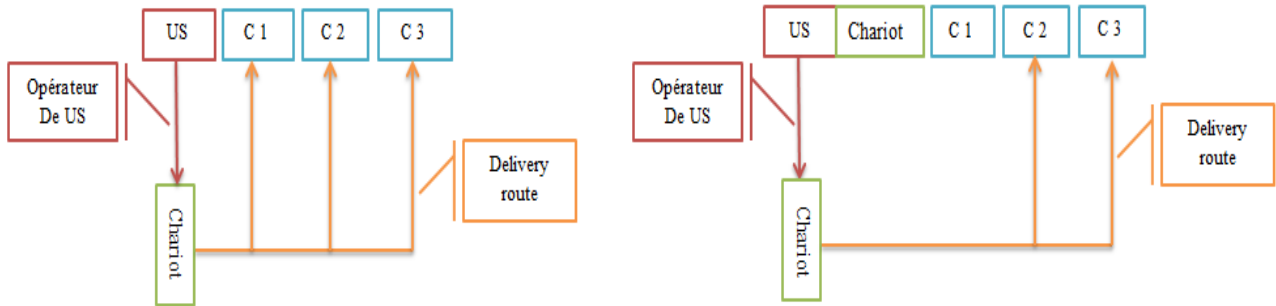 US C 1 C 2 C 3
Opérateur
De US
Delivery
route
Chariot
US Chariot C 1 C 2 C 3
Opérateur
De US
Delivery
route
Chariot